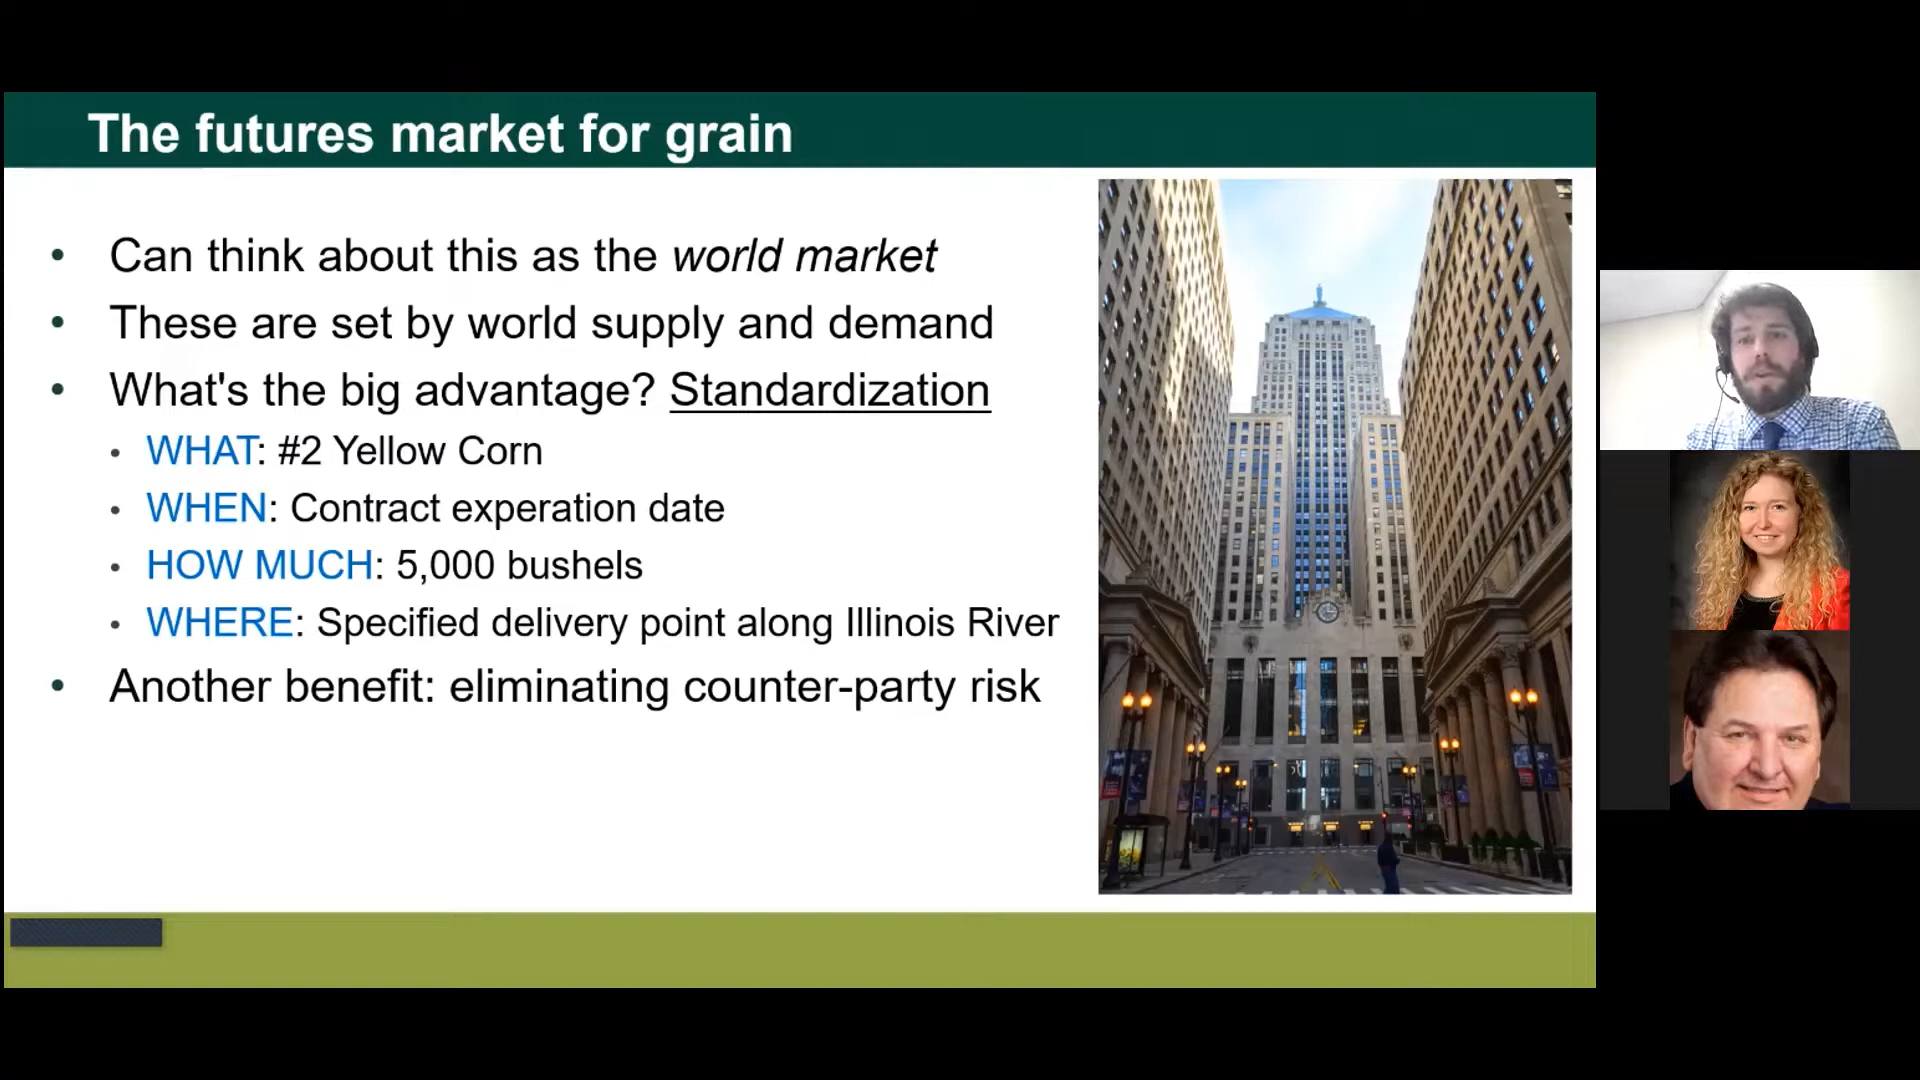 The futures market for grain
• Can think about this as the world market
• These are set by world supply and demand
• What's the big advantage? Standardization
• WHAT: #2 Yellow Corn
• WHEN: Contract experation date
• HOW MUCH: 5,000 bushels
• WHERE: Specified delivery point along Illinois River
• Another benefit: eliminating counter-party risk